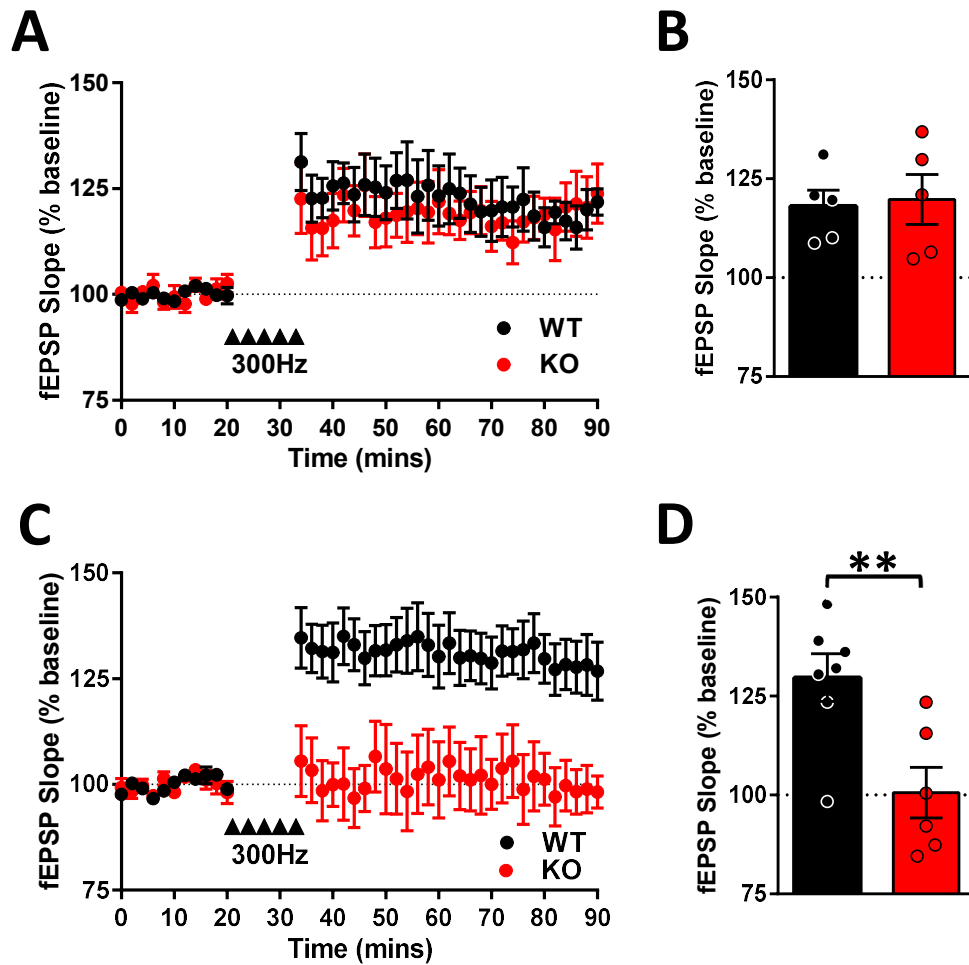 A
fEPSP Slope (% baseline)
150
125
100
75
300Hz
WT
KO
0 10 20 30 40 50 60 70 80 90
Time (mins)
B
fEPSP Slope (% baseline)
150
125
100
75
C
fEPSP Slope (% baseline)
150
125
100
75
300Hz
WT
KO
0 10 20 30 40 50 60 70 80 90
Time (mins)
D
**
fEPSP Slope (% baseline)
150
125
100
75